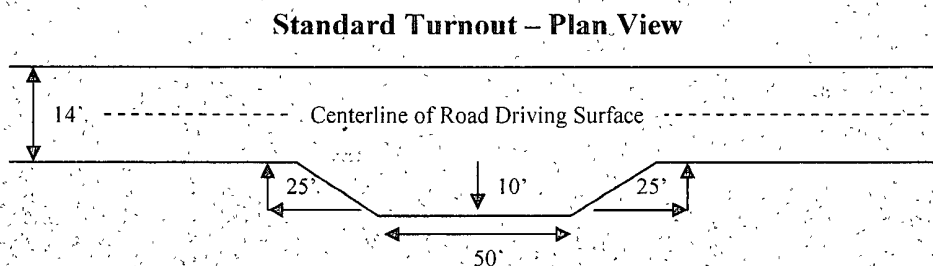 Standard Turnout – Plan View
14'
Centerline of Road Driving Surface
25'
10'
25'
50'